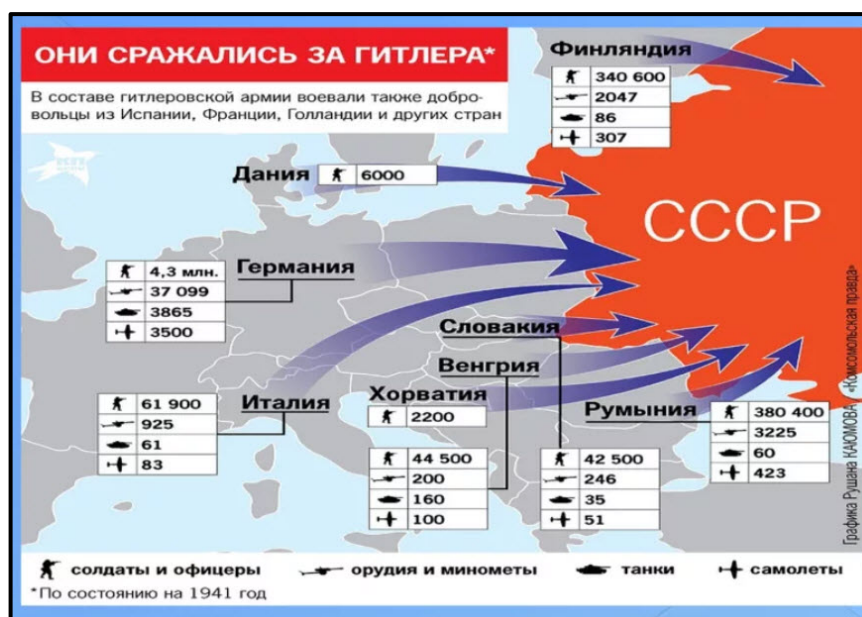 ОНИ СРАЖАЛИСЬ ЗА ГИТЛЕРА*
В составе гитлеровской армии воевали также добро-
вольцы из Испании, Франции, Голландии и других стран
Финляндия
340 600
2047
86
307
Дания
6000
СССР
Германия
4,3 млн.
37 099
3865
3500
Словакия
Венгрия
Италия
61 900
925
61
83
Хорватия
2200
Румыния
380 400
3225
60
423
44 500
200
160
100
42 500
246
35
51
Графика Рушана КАЮМОВА / «Комсомольская правда»
солдаты и офицеры
орудия и минометы
танки
самолеты
*По состоянию на 1941 год